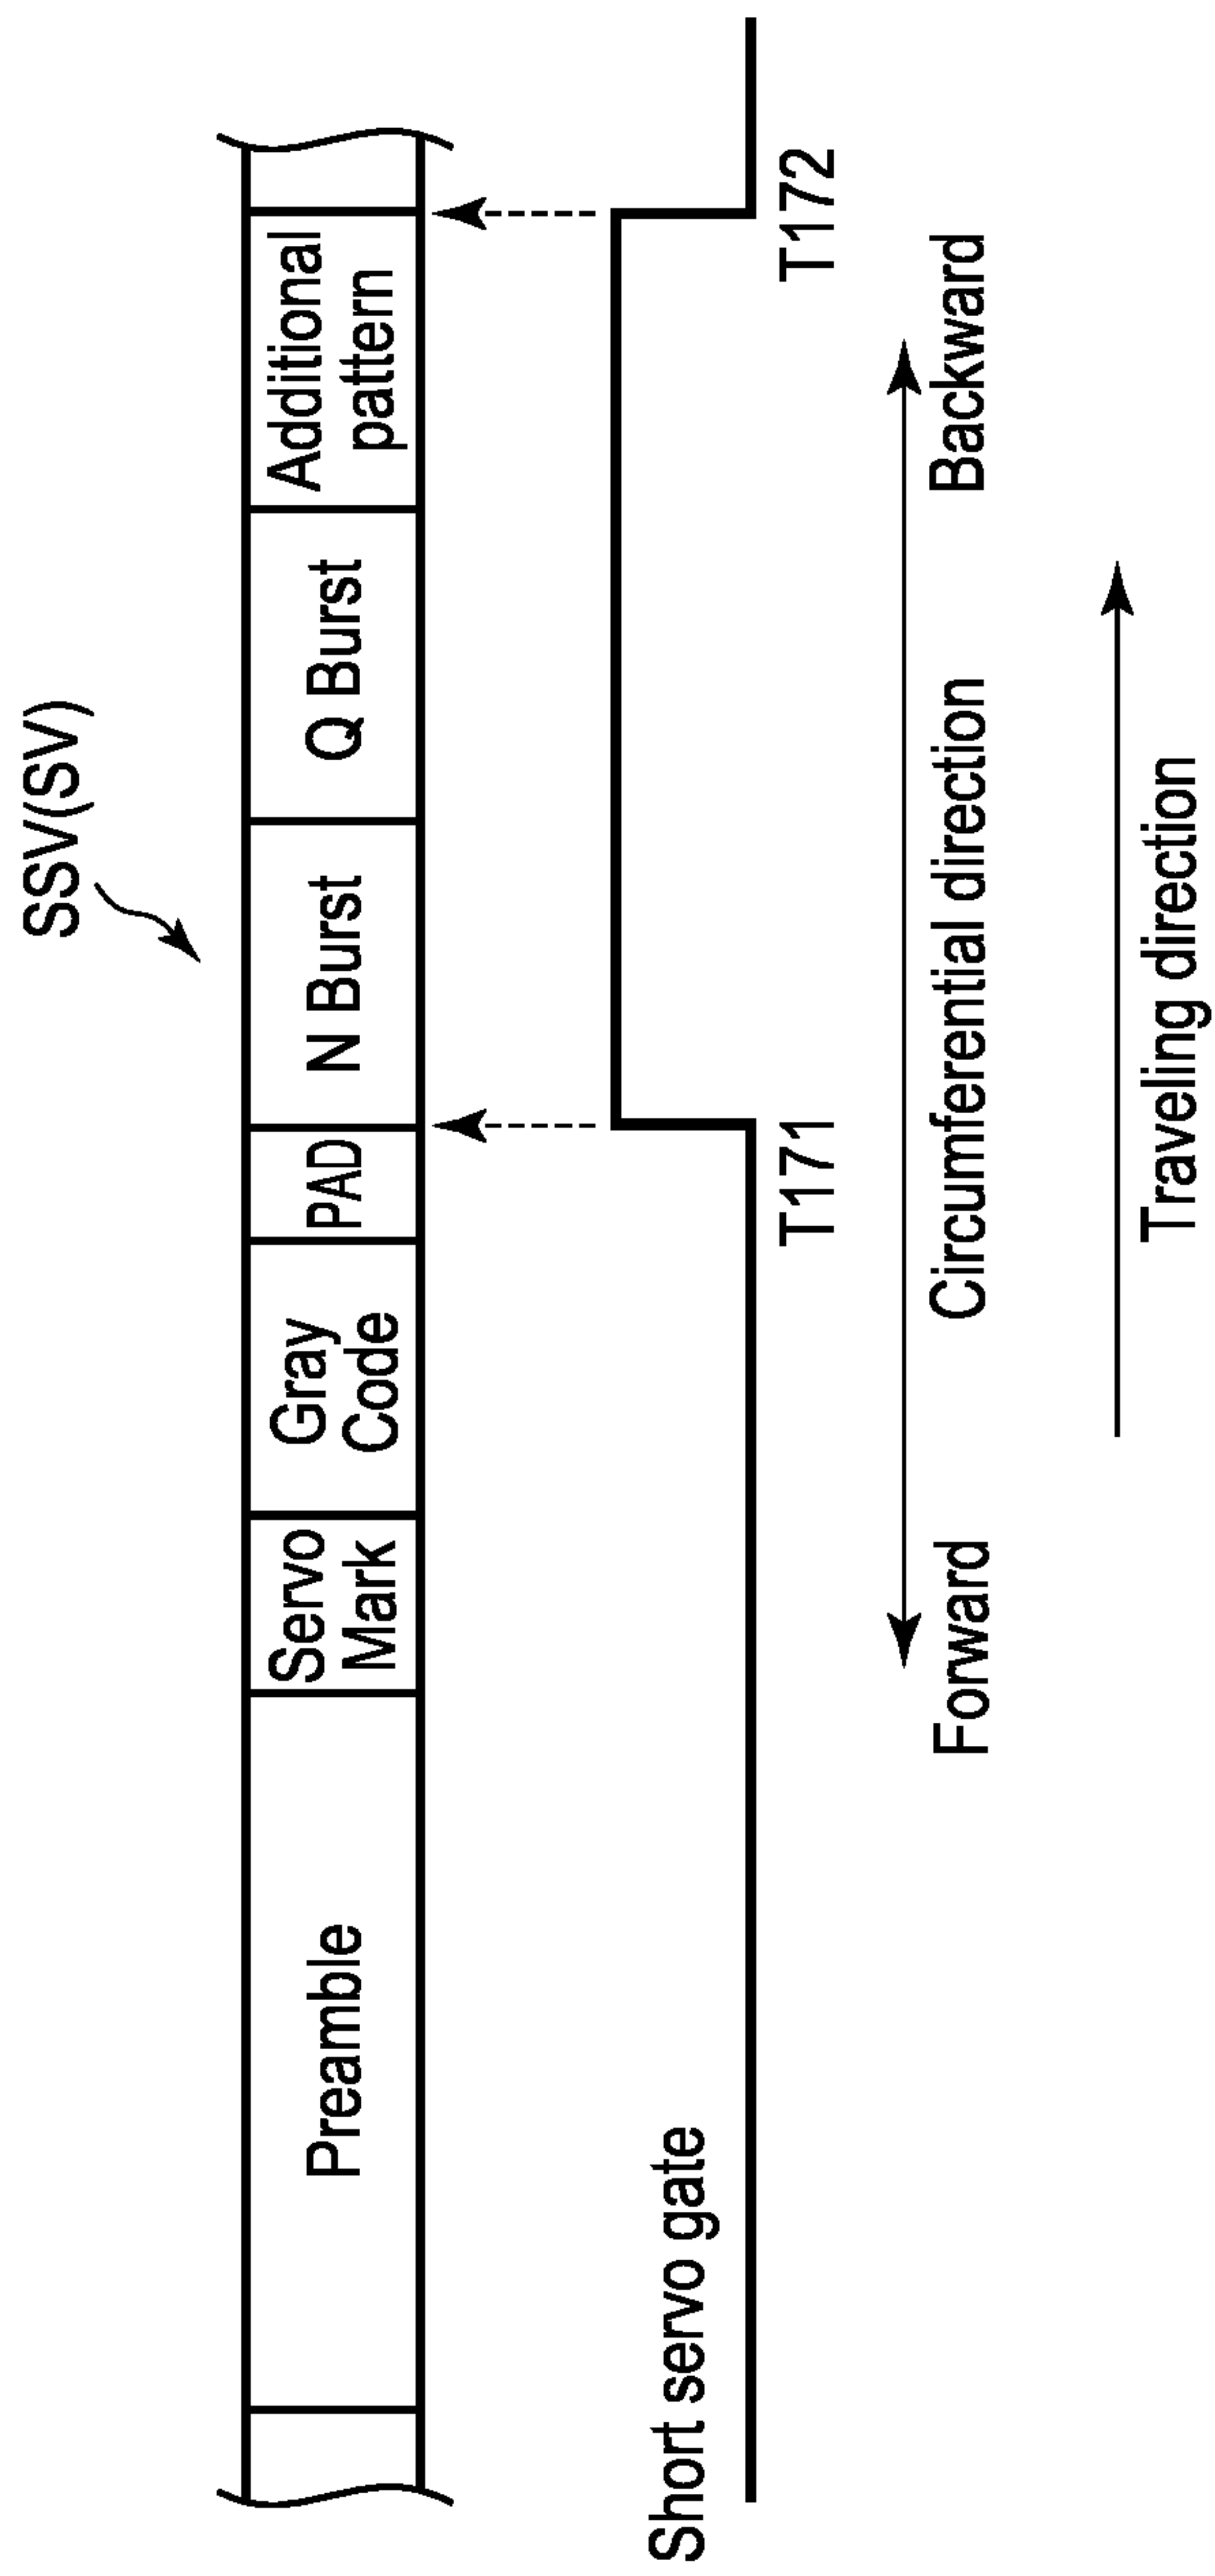 SSV(SV)
Preamble
Servo
Mark
Gray
Code
PAD
N Burst
Q Burst
Additional
pattern
Short servo gate
T171
T172
Forward
Circumferential direction
Backward
Traveling direction